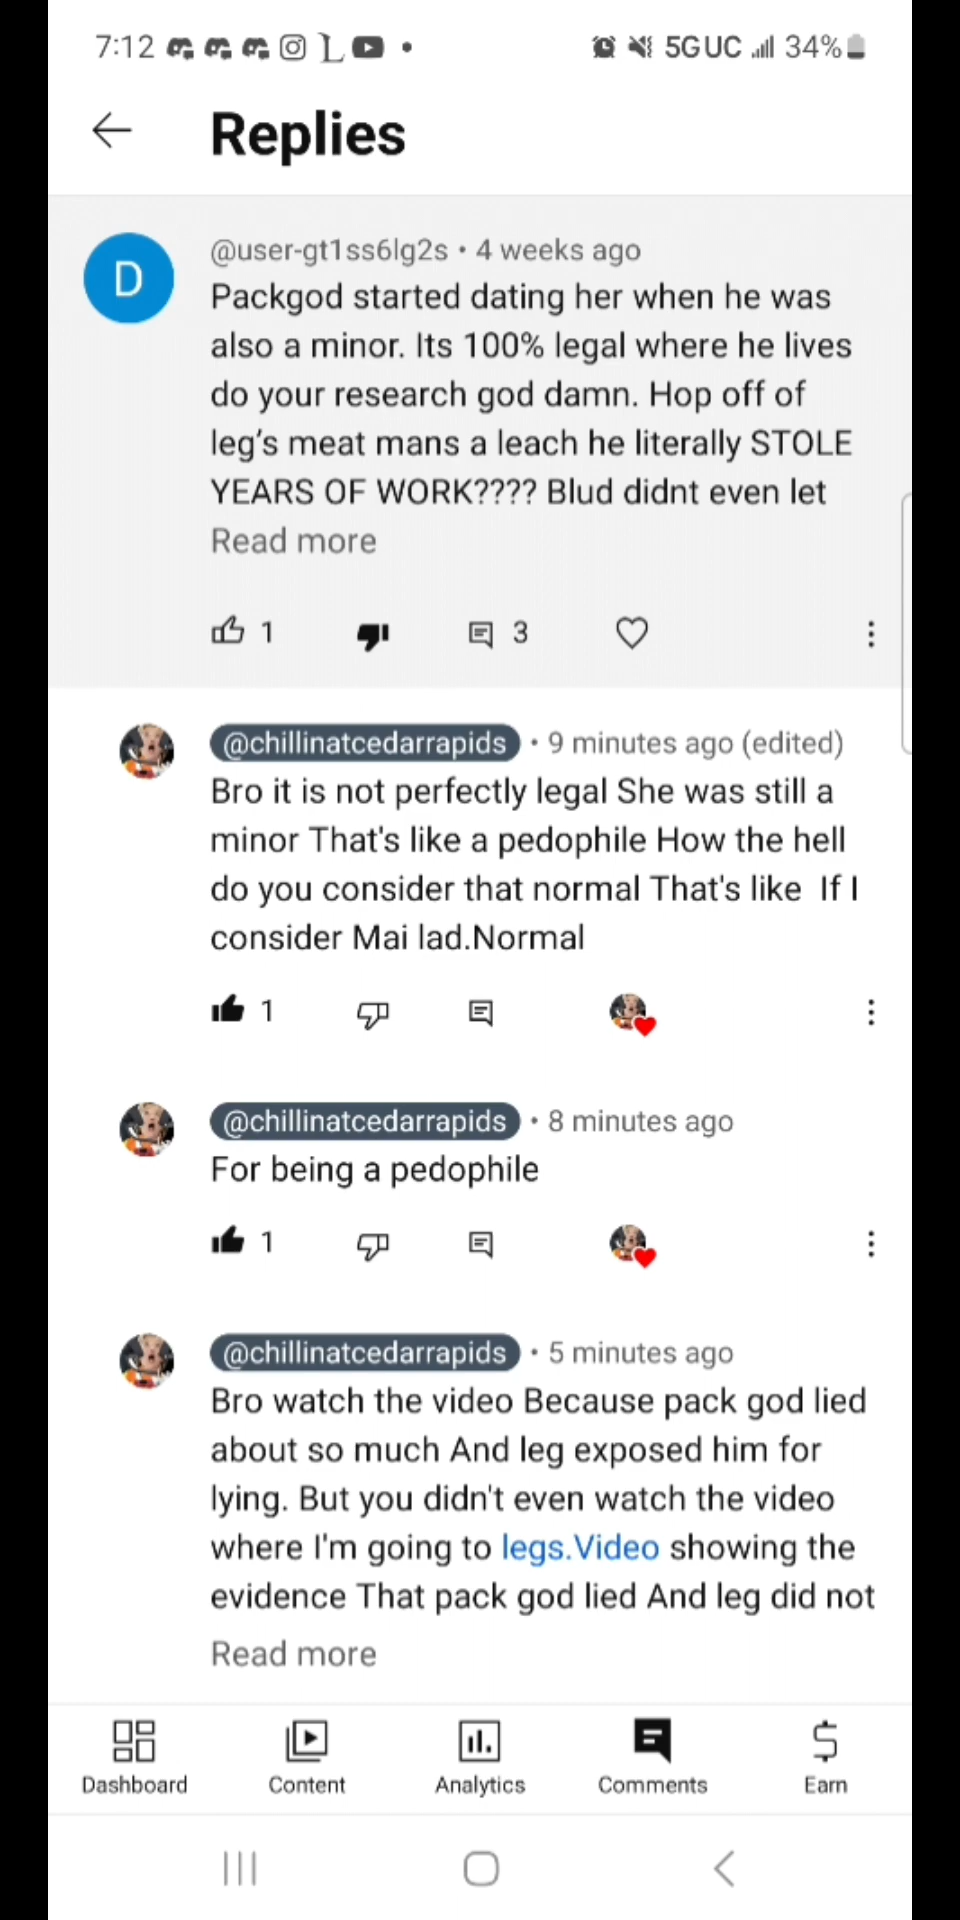 7:12
5G UC 34%
Replies
D
@user-gt1ss6lg2s • 4 weeks ago
Packgod started dating her when he was
also a minor. Its 100% legal where he lives
do your research god damn. Hop off of
leg's meat mans a leach he literally STOLE
YEARS OF WORK???? Blud didnt even let
Read more
1 3
@chillinatcedarrapids • 9 minutes ago (edited)
Bro it is not perfectly legal She was still a
minor That's like a pedophile How the hell
do you consider that normal That's like  If I
consider Mai lad.Normal
1
@chillinatcedarrapids • 8 minutes ago
For being a pedophile
1
@chillinatcedarrapids • 5 minutes ago
Bro watch the video Because pack god lied
about so much And leg exposed him for
lying. But you didn't even watch the video
where I'm going to legs.Video showing the
evidence That pack god lied And leg did not
Read more
Dashboard Content Analytics Comments Earn